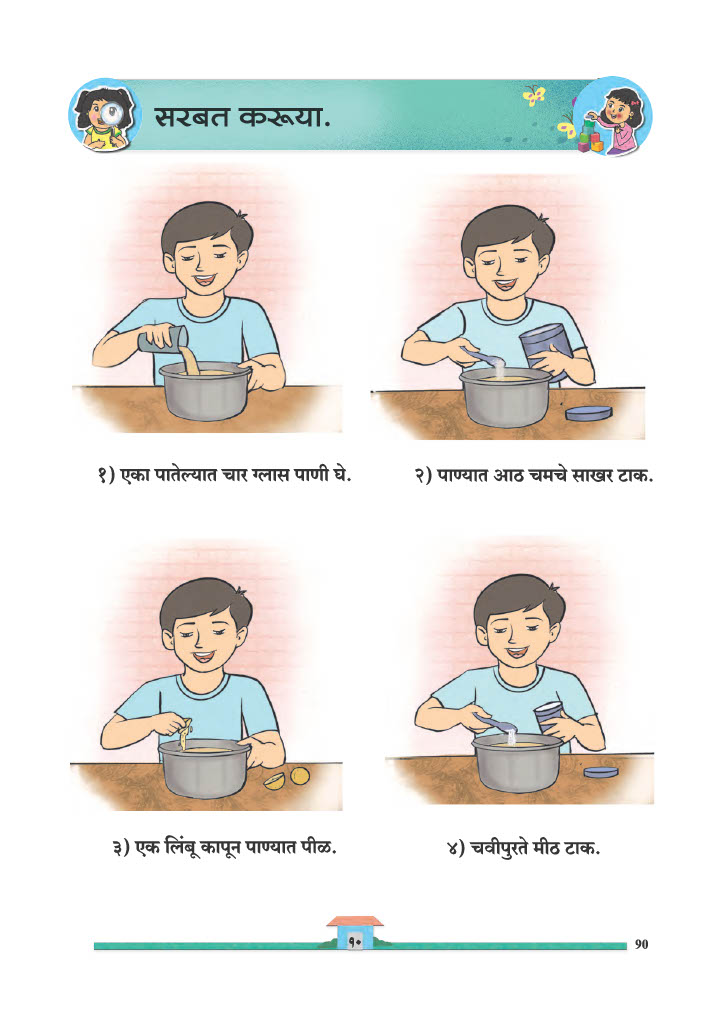 सरबत करूया.
१) एका पातेल्यात चार ग्लास पाणी घे.
२) पाण्यात आठ चमचे साखर टाक.
३) एक लिंबू कापून पाण्यात पीळ.
४) चवीपुरते मीठ टाक.
९०
90